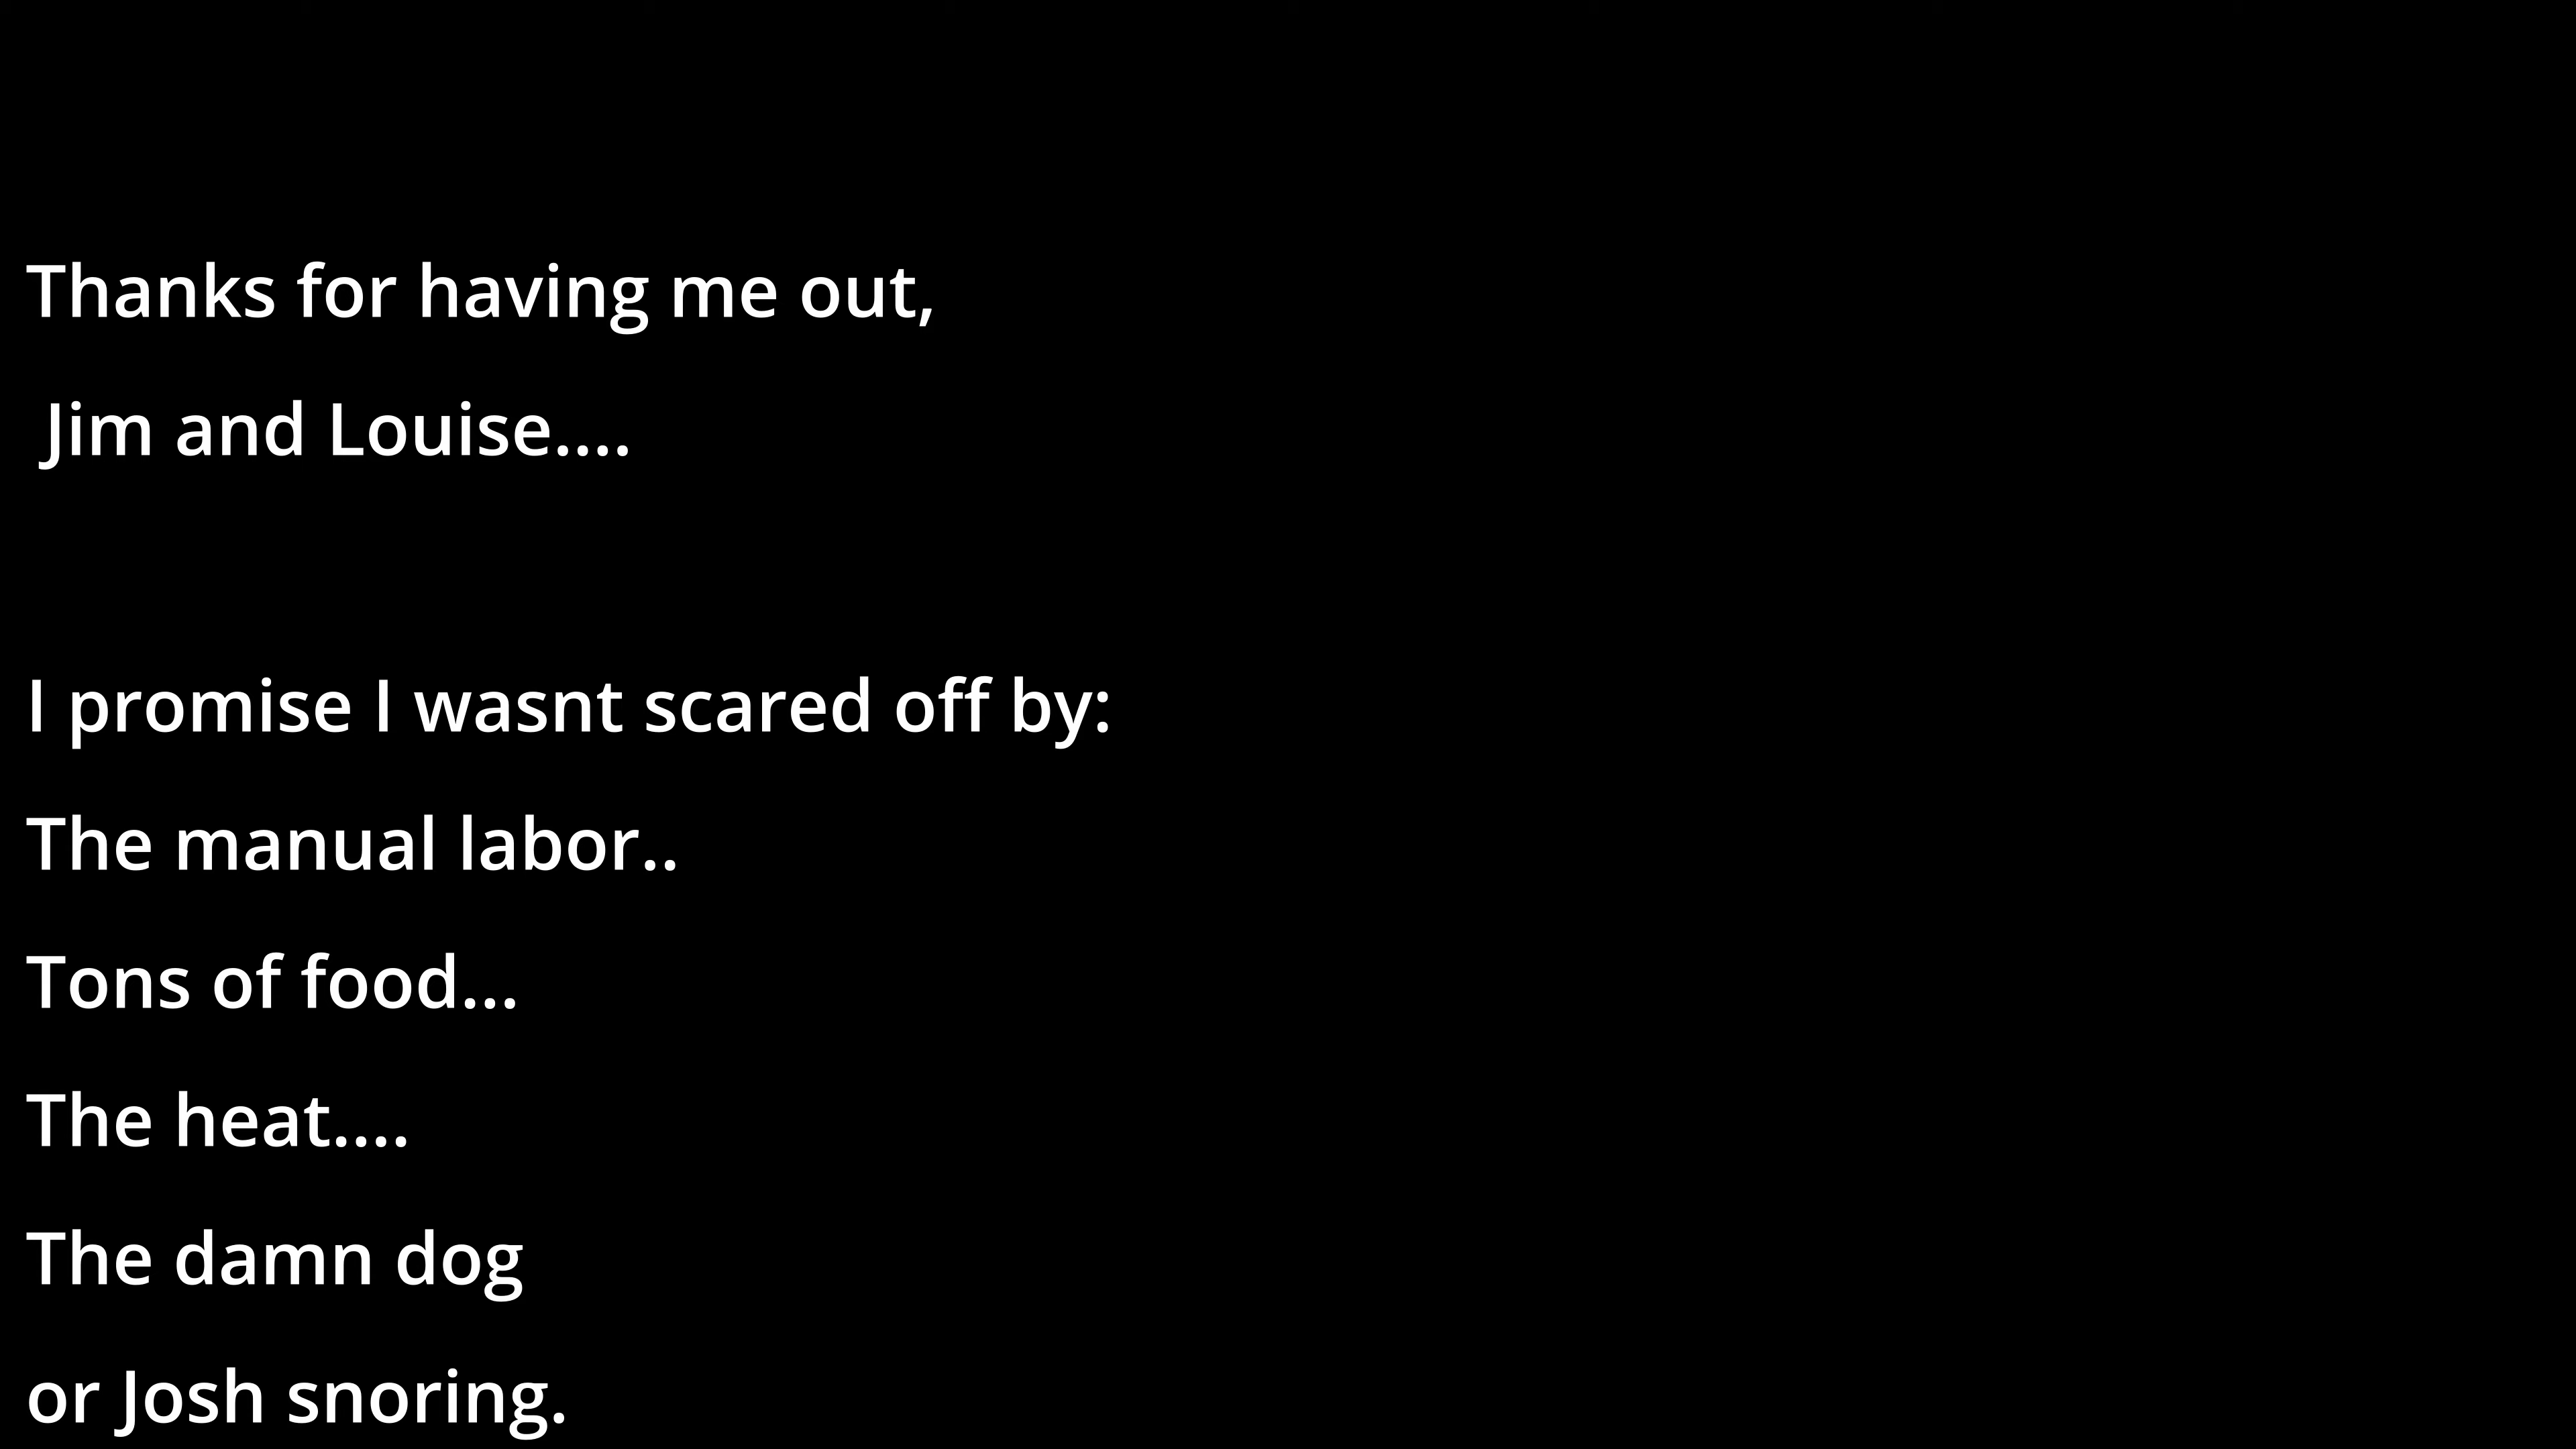 Thanks for having me out,
Jim and Louise....
I promise I wasnt scared off by:
The manual labor..
Tons of food...
The heat....
The damn dog
or Josh snoring.